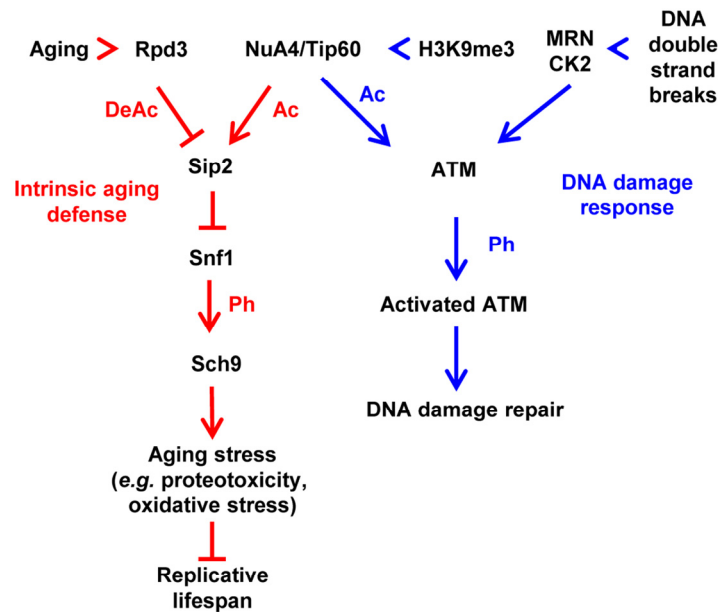 Aging > Rpd3
NuA4/Tip60 < H3K9me3
MRN
CK2
<
DNA
double
strand
breaks
DeAc
Ac
Ac
Sip2
ATM
Intrinsic aging
defense
DNA damage
response
Snf1
Ph
Ph
Activated ATM
Sch9
DNA damage repair
Aging stress
(e.g. proteotoxicity,
oxidative stress)
Replicative
lifespan